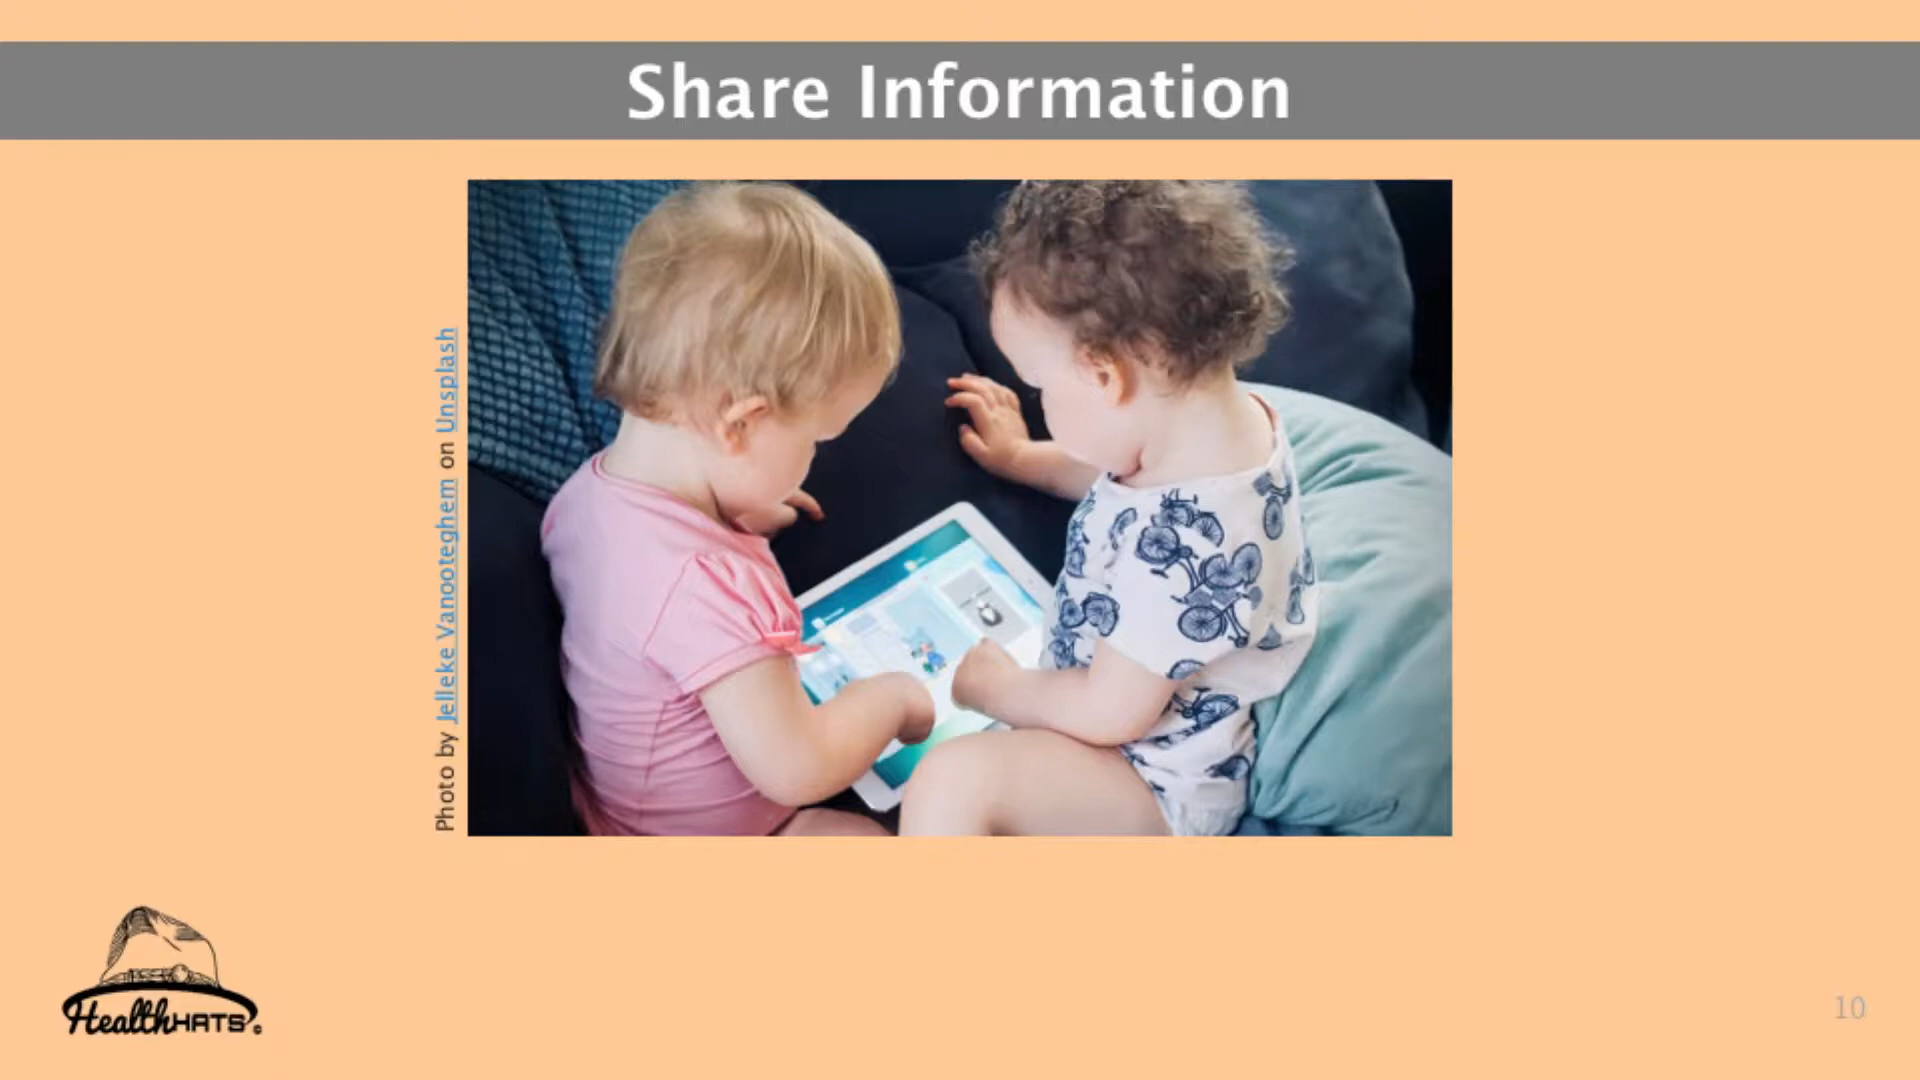 Share Information
Photo by Jelleke Vanooteghem on Unsplash
HealthHATS©
10